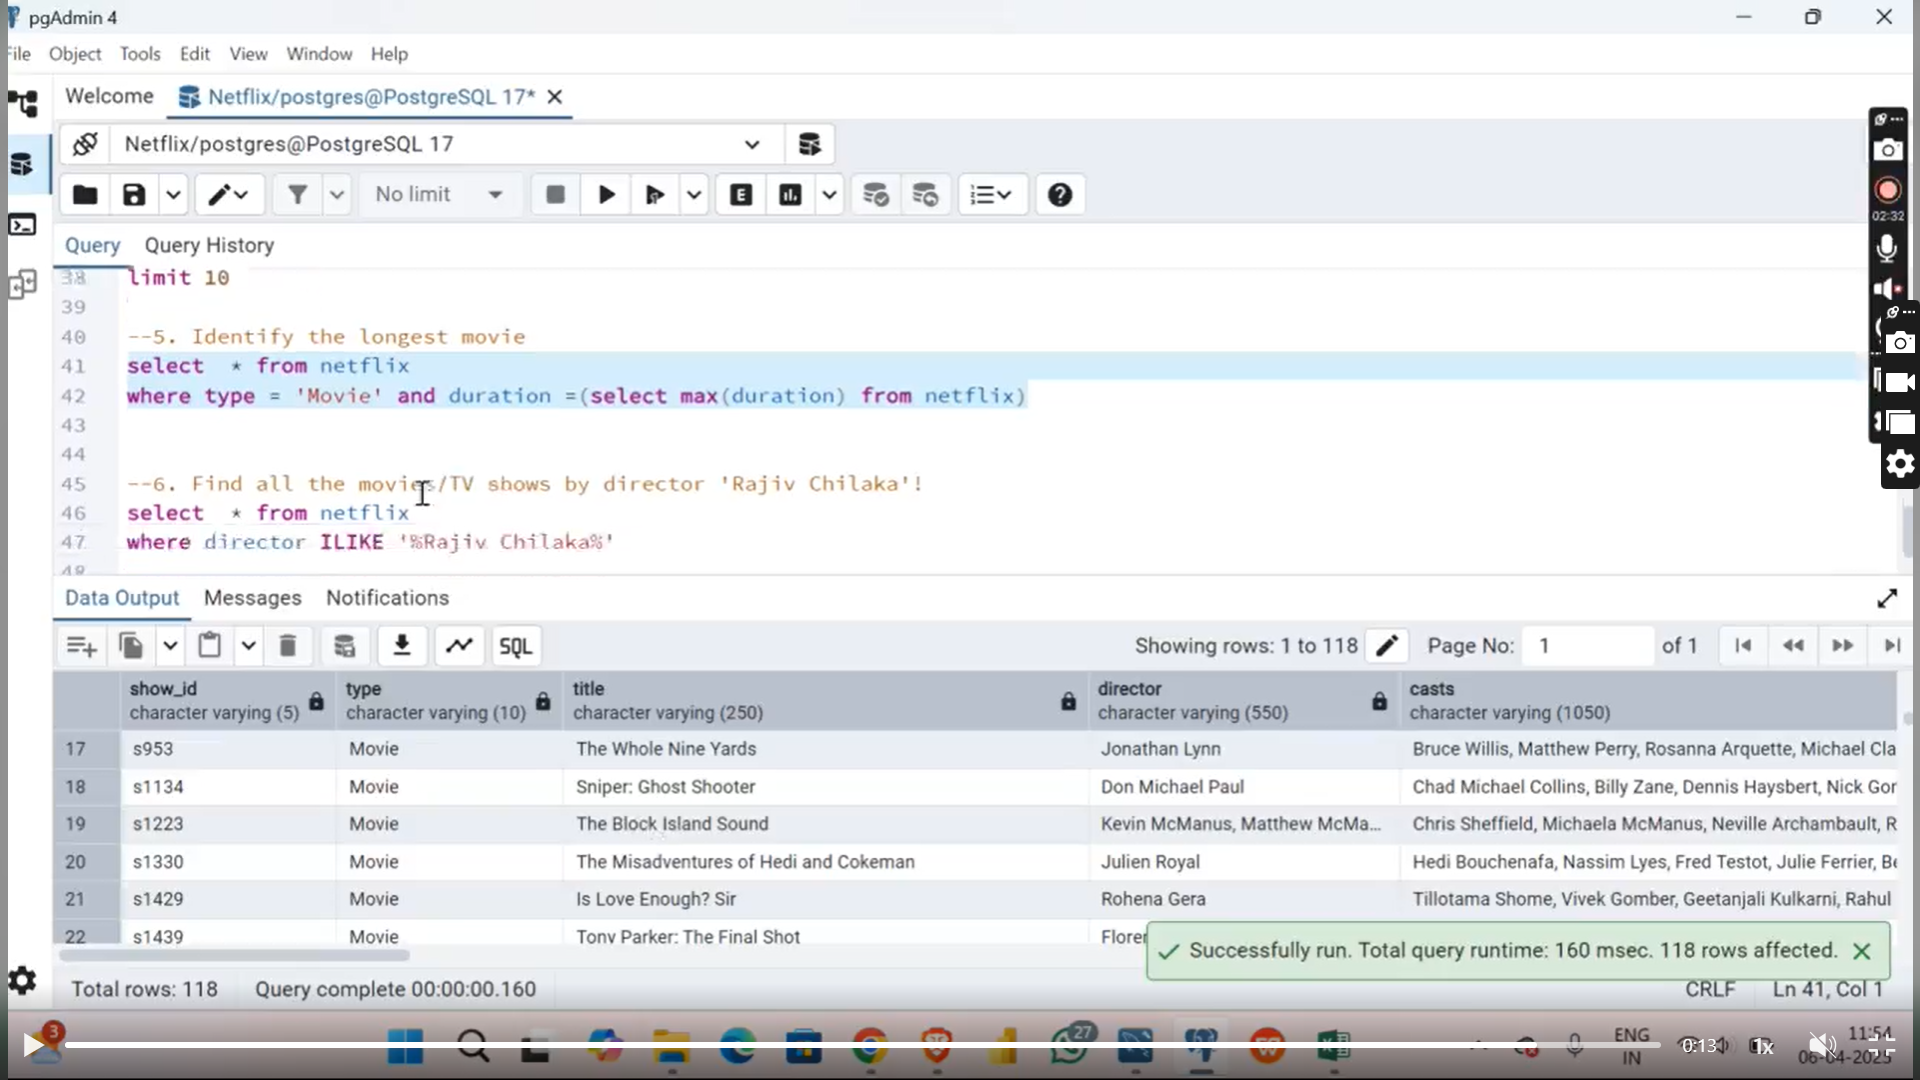 pgAdmin 4
File Object Tools Edit View Window Help
Welcome Netflix/postgres@PostgreSQL 17*
Netflix/postgres@PostgreSQL 17
No limit E
02:32
Query Query History
38 limit 10
39
40 --5. Identify the longest movie
41 select * from netflix
42 where type = 'Movie' and duration =(select max(duration) from netflix)
43
44
45 --6. Find all the movies/TV shows by director 'Rajiv Chilaka'!
46 select * from netflix
47 where director ILIKE '%Rajiv Chilaka%'
48
Data Output Messages Notifications
SQL Showing rows: 1 to 118 Page No: 1 of 1
show_id type title director casts
character varying (5) character varying (10) character varying (250) character varying (550) character varying (1050)
17 s953 Movie The Whole Nine Yards Jonathan Lynn Bruce Willis, Matthew Perry, Rosanna Arquette, Michael Cla
18 s1134 Movie Sniper: Ghost Shooter Don Michael Paul Chad Michael Collins, Billy Zane, Dennis Haysbert, Nick Gor
19 s1223 Movie The Block Island Sound Kevin McManus, Matthew McMa... Chris Sheffield, Michaela McManus, Neville Archambault, R
20 s1330 Movie The Misadventures of Hedi and Cokeman Julien Royal Hedi Bouchenafa, Nassim Lyes, Fred Testot, Julie Ferrier, Be
21 s1429 Movie Is Love Enough? Sir Rohena Gera Tillotama Shome, Vivek Gomber, Geetanjali Kulkarni, Rahul
22 s1439 Movie Tony Parker: The Final Shot Florer
Successfully run. Total query runtime: 160 msec. 118 rows affected.
Total rows: 118 Query complete 00:00:00.160 CRLF Ln 41, Col 1
3 27 ENG 11:54
IN 0:13 1x 06-04-2025